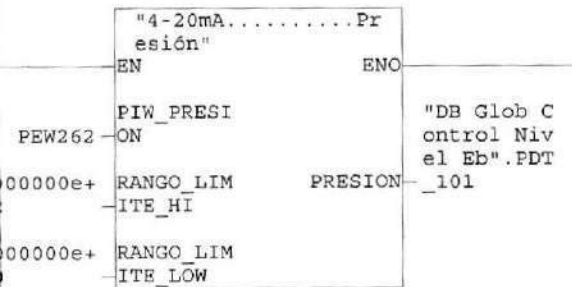 "4-20mA..........Pr
esión"
EN ENO
PIW_PRESI
PEW262 ON
"DB Glob C
ontrol Niv
el Eb".PDT
_101
00000e+ RANGO_LIM PRESION
ITE_HI
00000e+ RANGO_LIM
ITE_LOW